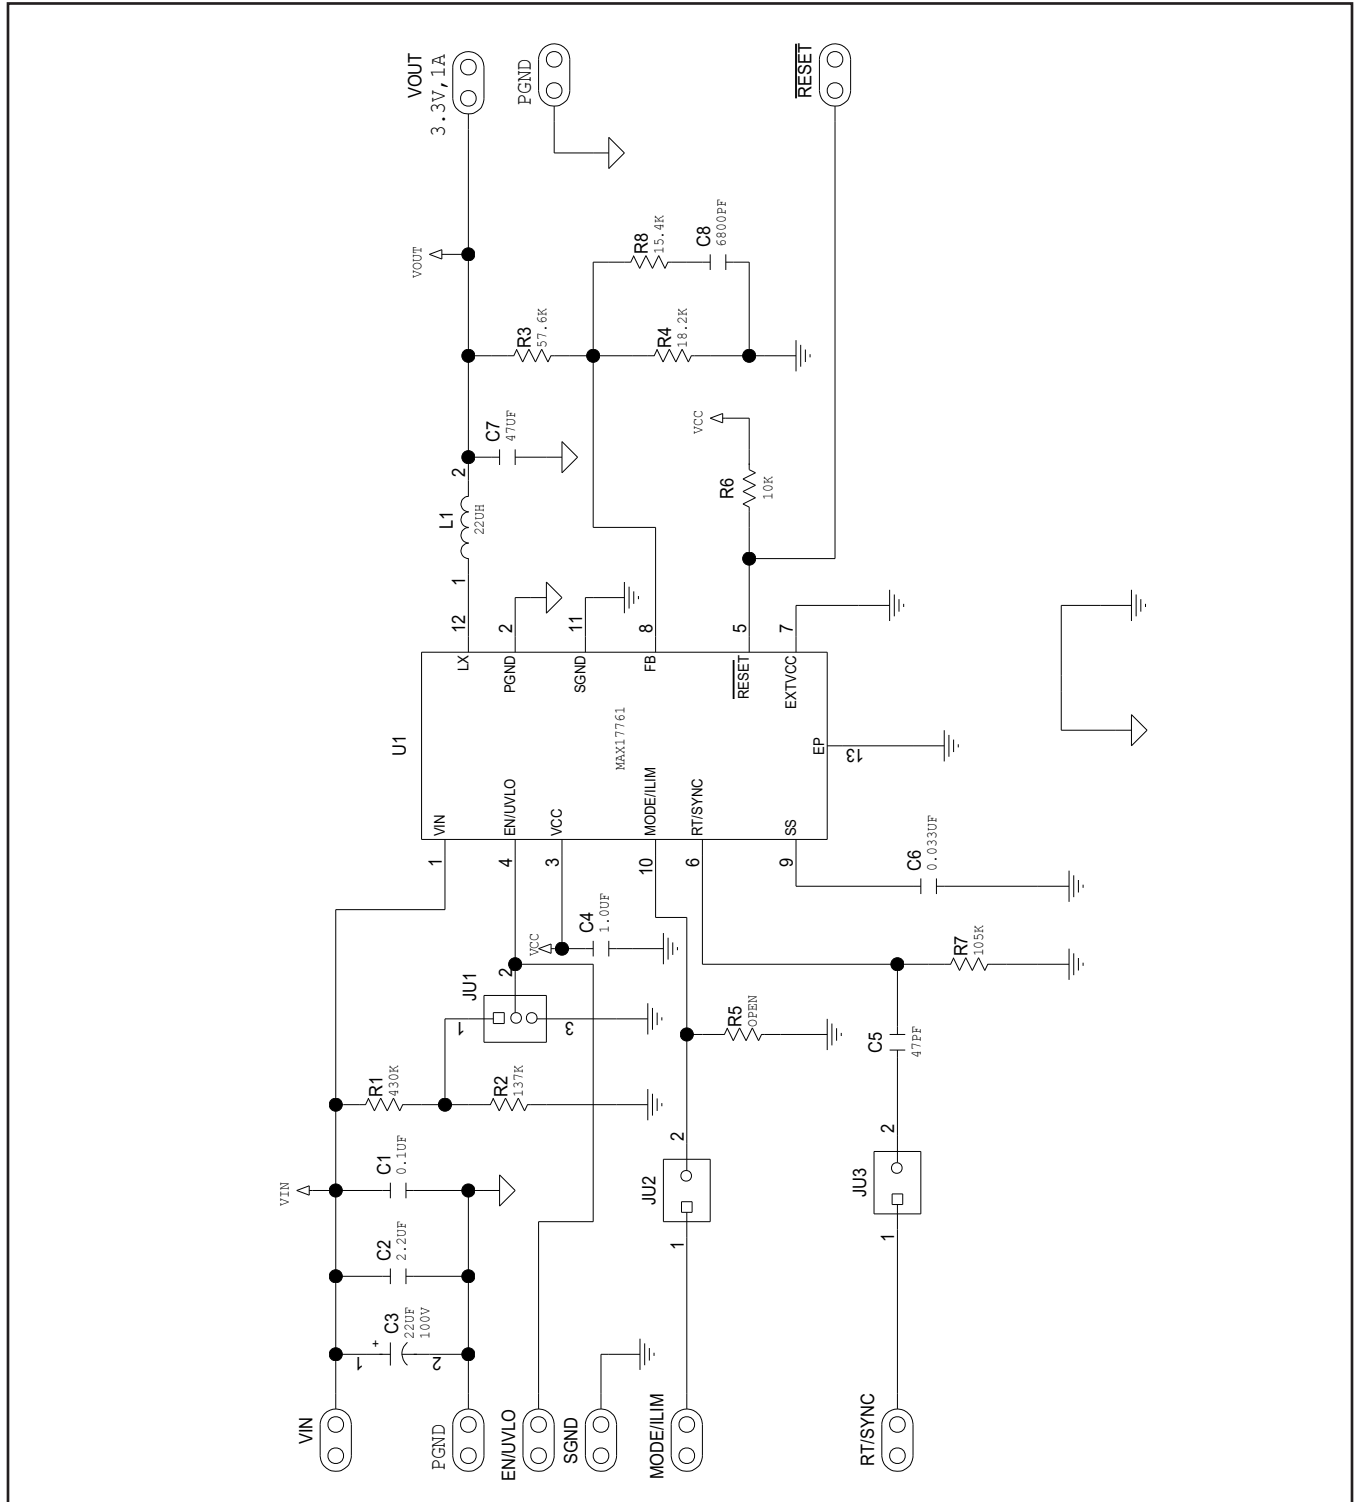 VOUT
3.3V,1A
PGND
RESET
VOUT
R8
15.4K
C8
6800PF
R3
57.6K
R4
18.2K
C7
47UF
VCC
R6
10K
L1
22UH
1
2
12
2
11
8
5
7
LX
PGND
SGND
FB
RESET
EXTVCC
U1
MAX17761
EP
13
VIN
EN/UVLO
VCC
MODE/ILIM
RT/SYNC
SS
1
4
3
10
6
9
C6
0.033UF
VCC
C4
1.0UF
JU1
1
2
3
R7
105K
R5
OPEN
C5
47PF
R1
430K
R2
137K
VIN
C1
0.1UF
C2
2.2UF
C3
22UF
100V
+
1
2
JU2
1
2
JU3
1
2
VIN
PGND
EN/UVLO
SGND
MODE/ILIM
RT/SYNC